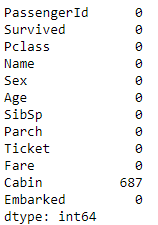 PassengerId 0
Survived 0
Pclass 0
Name 0
Sex 0
Age 0
SibSp 0
Parch 0
Ticket 0
Fare 0
Cabin 687
Embarked 0
dtype: int64